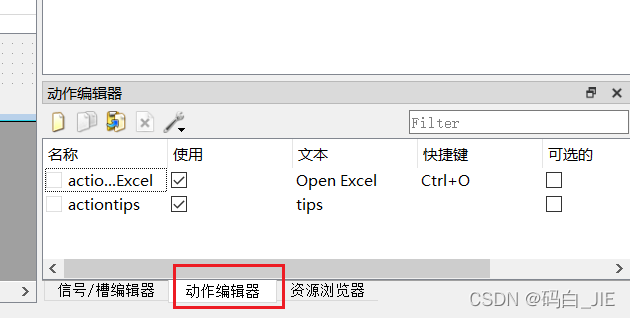 动作编辑器
Filter
名称 使用 文本 快捷键 可选的
actio...Excel Open Excel Ctrl+O
actiontips tips
信号/槽编辑器 动作编辑器 资源浏览器
CSDN @码白_JIE